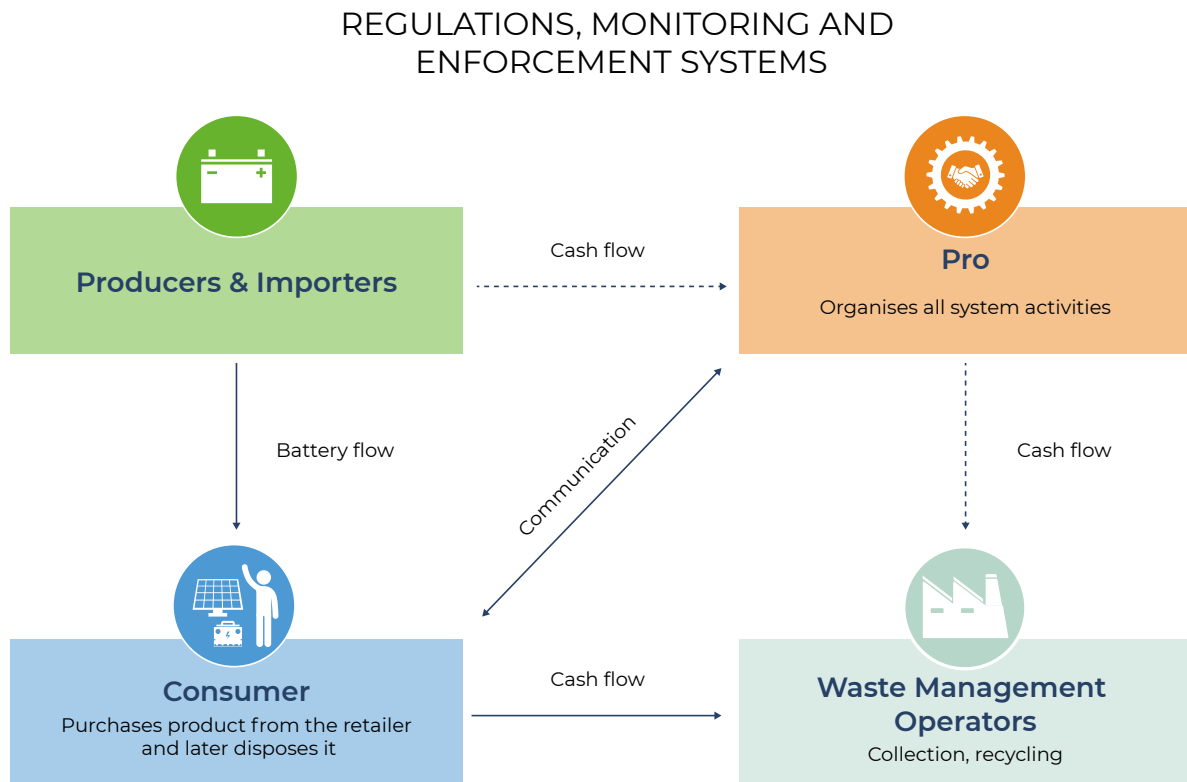 REGULATIONS, MONITORING AND
ENFORCEMENT SYSTEMS
Producers & Importers
Cash flow
Pro
Organises all system activities
Battery flow
Communication
Cash flow
Consumer
Purchases product from the retailer
and later disposes it
Cash flow
Waste Management
Operators
Collection, recycling